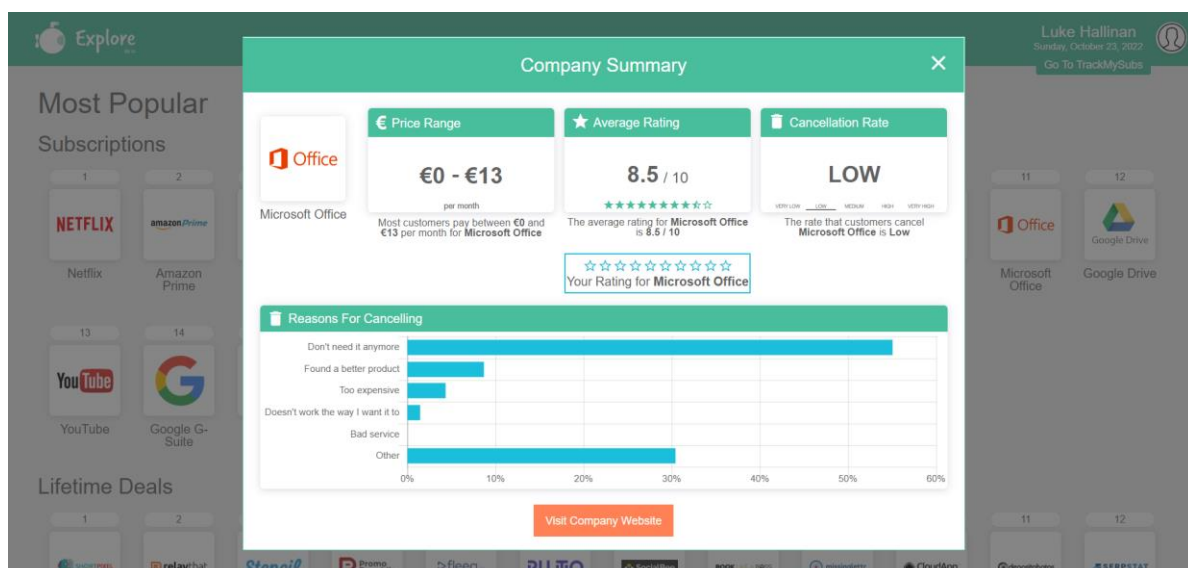 Explore
Luke Hallinan
Sunday, October 23, 2022
Go To TrackMySubs
Company Summary
Most Popular
Subscriptions
€ Price Range
Average Rating
Cancellation Rate
Office
€0 - €13
8.5 / 10
LOW
per month
VERY LOW LOW MEDIUM HIGH VERY HIGH
Microsoft Office
Most customers pay between €0 and
€13 per month for Microsoft Office
The average rating for Microsoft Office
is 8.5 / 10
The rate that customers cancel
Microsoft Office is Low
Your Rating for Microsoft Office
1
2
11
12
NETFLIX
amazonPrime
Office
Google Drive
Netflix
Amazon
Prime
Microsoft
Office
Google Drive
Reasons For Cancelling
Don't need it anymore
Found a better product
Too expensive
Doesn't work the way I want it to
Bad service
Other
0% 10% 20% 30% 40% 50% 60%
13
14
YouTube
G
YouTube
Google G-
Suite
Visit Company Website
Lifetime Deals
1
2
11
12
relaythat
Stencil
Promo
CloudApp
depositphotos
SERPSTAT